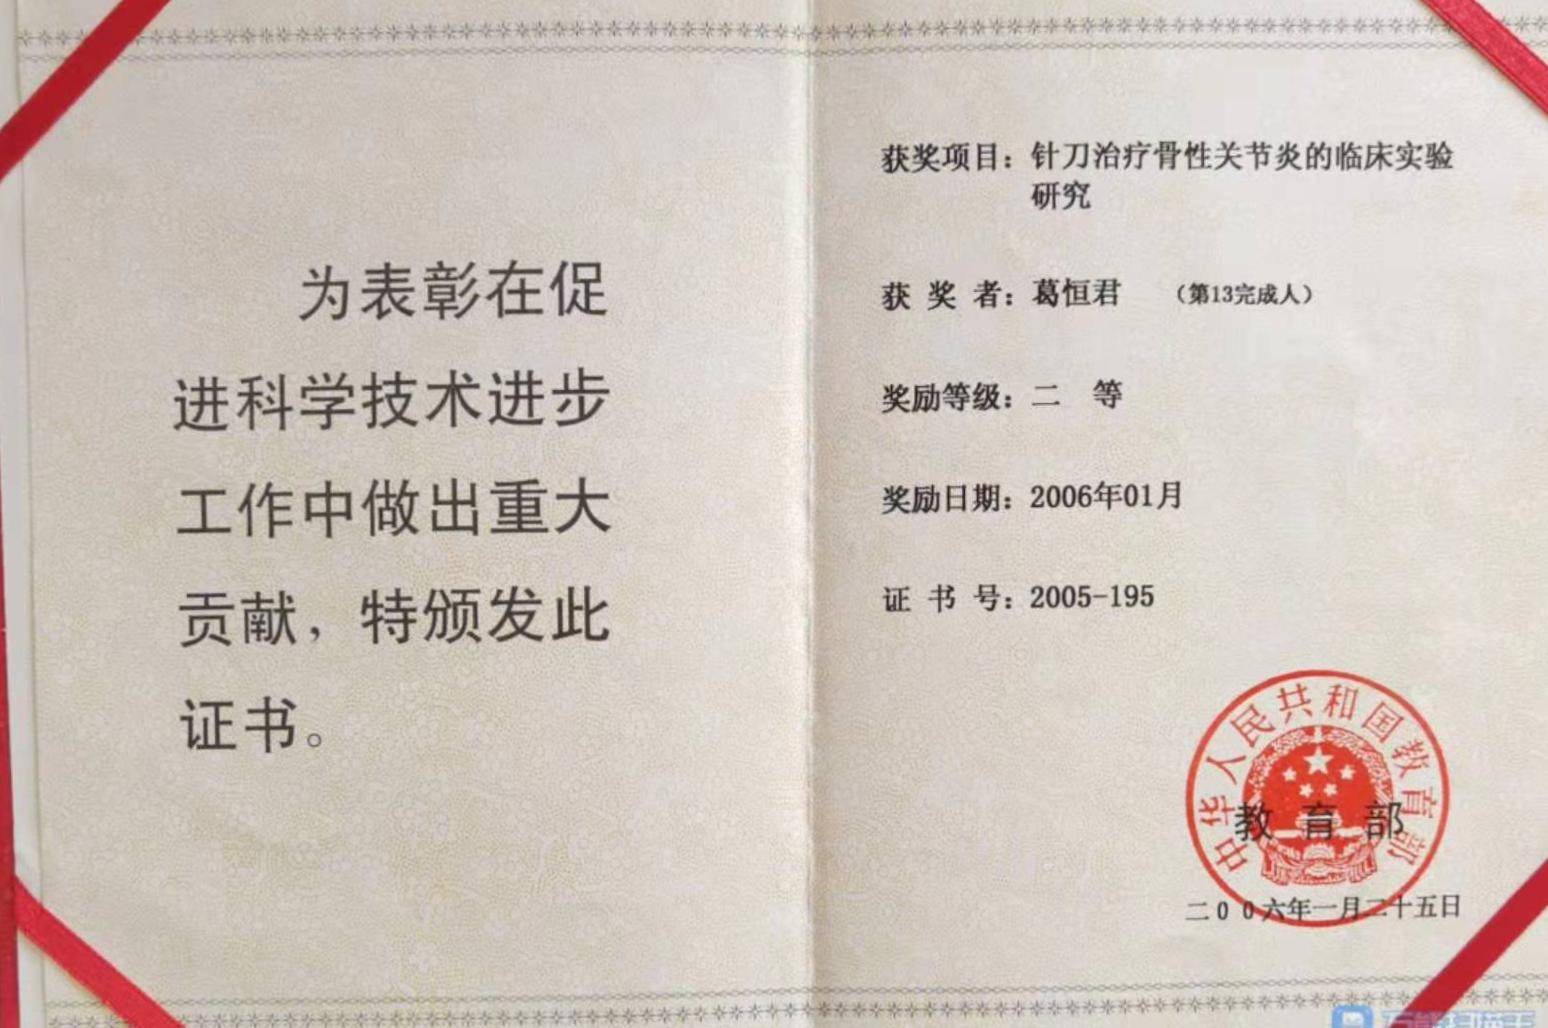 为表彰在促
进科学技术进步
工作中做出重大
贡献，特颁发此
证书。
获奖项目：针刀治疗骨性关节炎的临床实验
研究
获 奖 者：葛恒君 （第13完成人）
奖励等级：二 等
奖励日期：2006年01月
证 书 号：2005-195
中华人民共和国教育部
教 育 部
二00六年一月二十五日